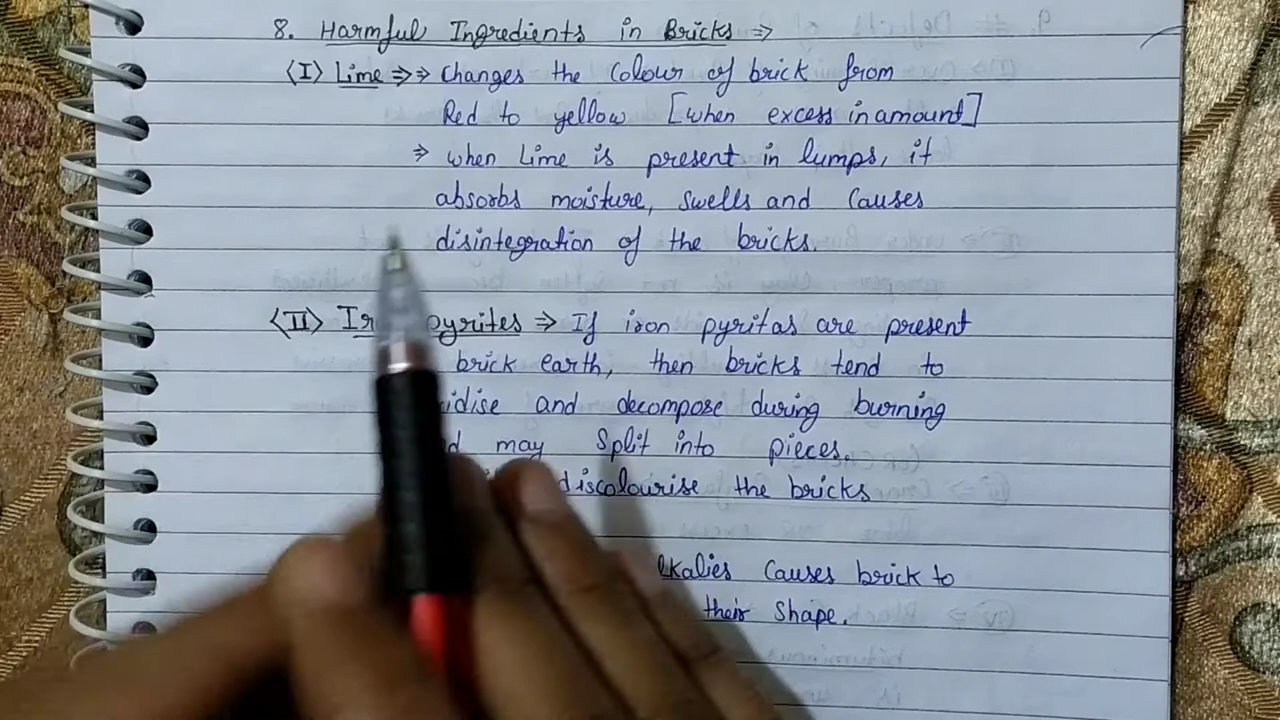 8. Harmful Ingredients in Bricks ⇒
<I> Lime ⇒ ⇒ changes the Colour of brick from
Red to yellow [when excess in amount]
⇒ when Lime is present in lumps, it
absorbs moisture, swells and Causes
disintegration of the bricks.
<II> pyrites ⇒ If iron pyritas are present
brick earth, then bricks tend to
and decompose during burning
may Split into pieces.
discolourise the bricks
Causes brick to
their Shape.